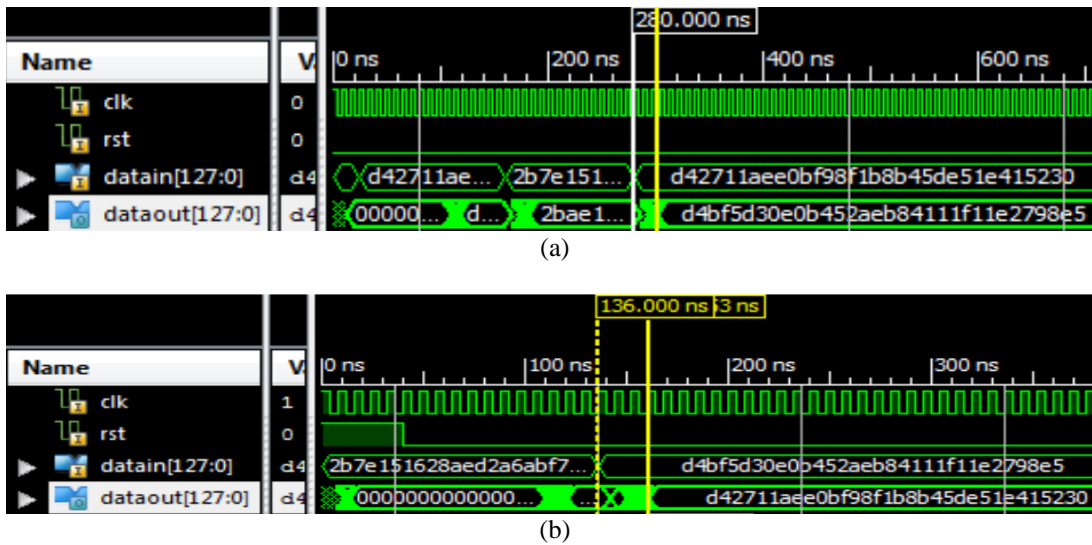 280.000 ns
Name V 0 ns 200 ns 400 ns 600 ns
clk 0
rst 0
datain[127:0] d4 d42711ae... 2b7e151... d42711aee0bf98f1b8b45de51e415230
dataout[127:0] d4 00000... d... 2bae1... d4bf5d30e0b452aeb84111f11e2798e5
(a)
136.000 ns 3 ns
Name V 0 ns 100 ns 200 ns 300 ns
clk 1
rst 0
datain[127:0] d4 2b7e151628aed2a6abf7... d4bf5d30e0b452aeb84111f11e2798e5
dataout[127:0] d4 0000000000000... ... d42711aee0bf98f1b8b45de51e415230
(b)